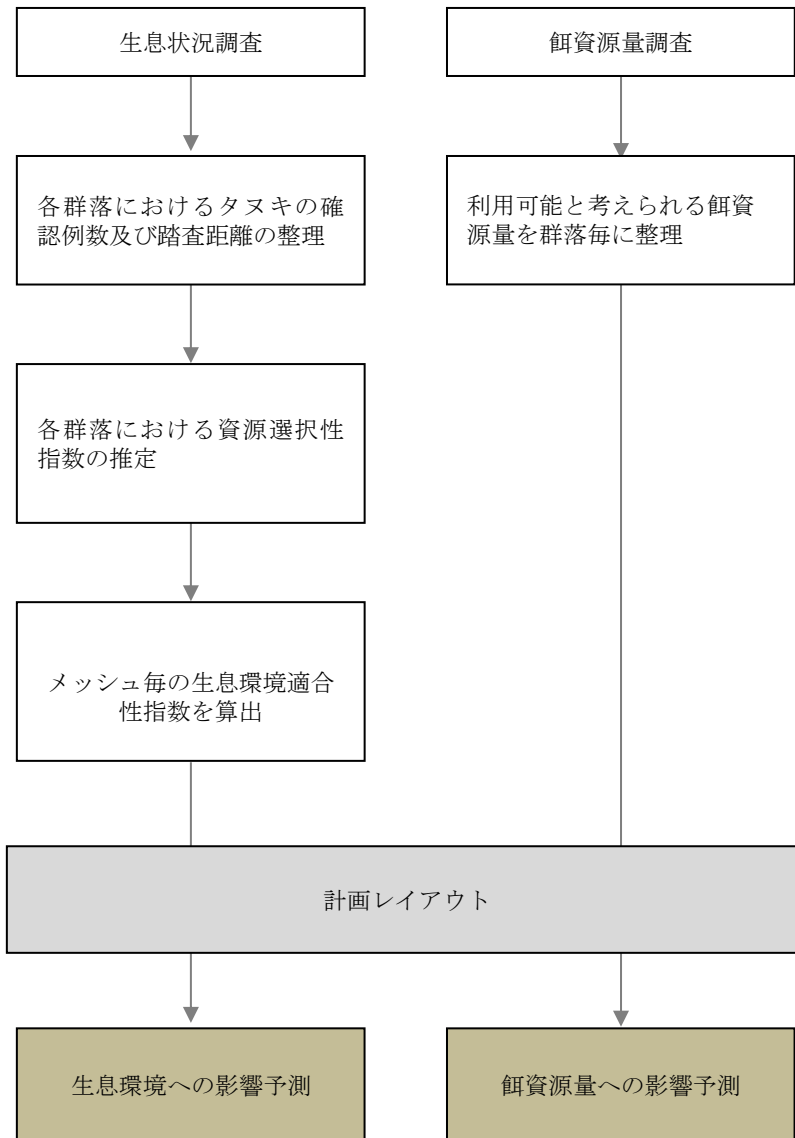 生息状況調査
餌資源量調査
各群落におけるタヌキの確
認例数及び踏査距離の整理
利用可能と考えられる餌資
源量を群落毎に整理
各群落における資源選択性
指数の推定
メッシュ毎の生息環境適合
性指数を算出
計画レイアウト
生息環境への影響予測
餌資源量への影響予測